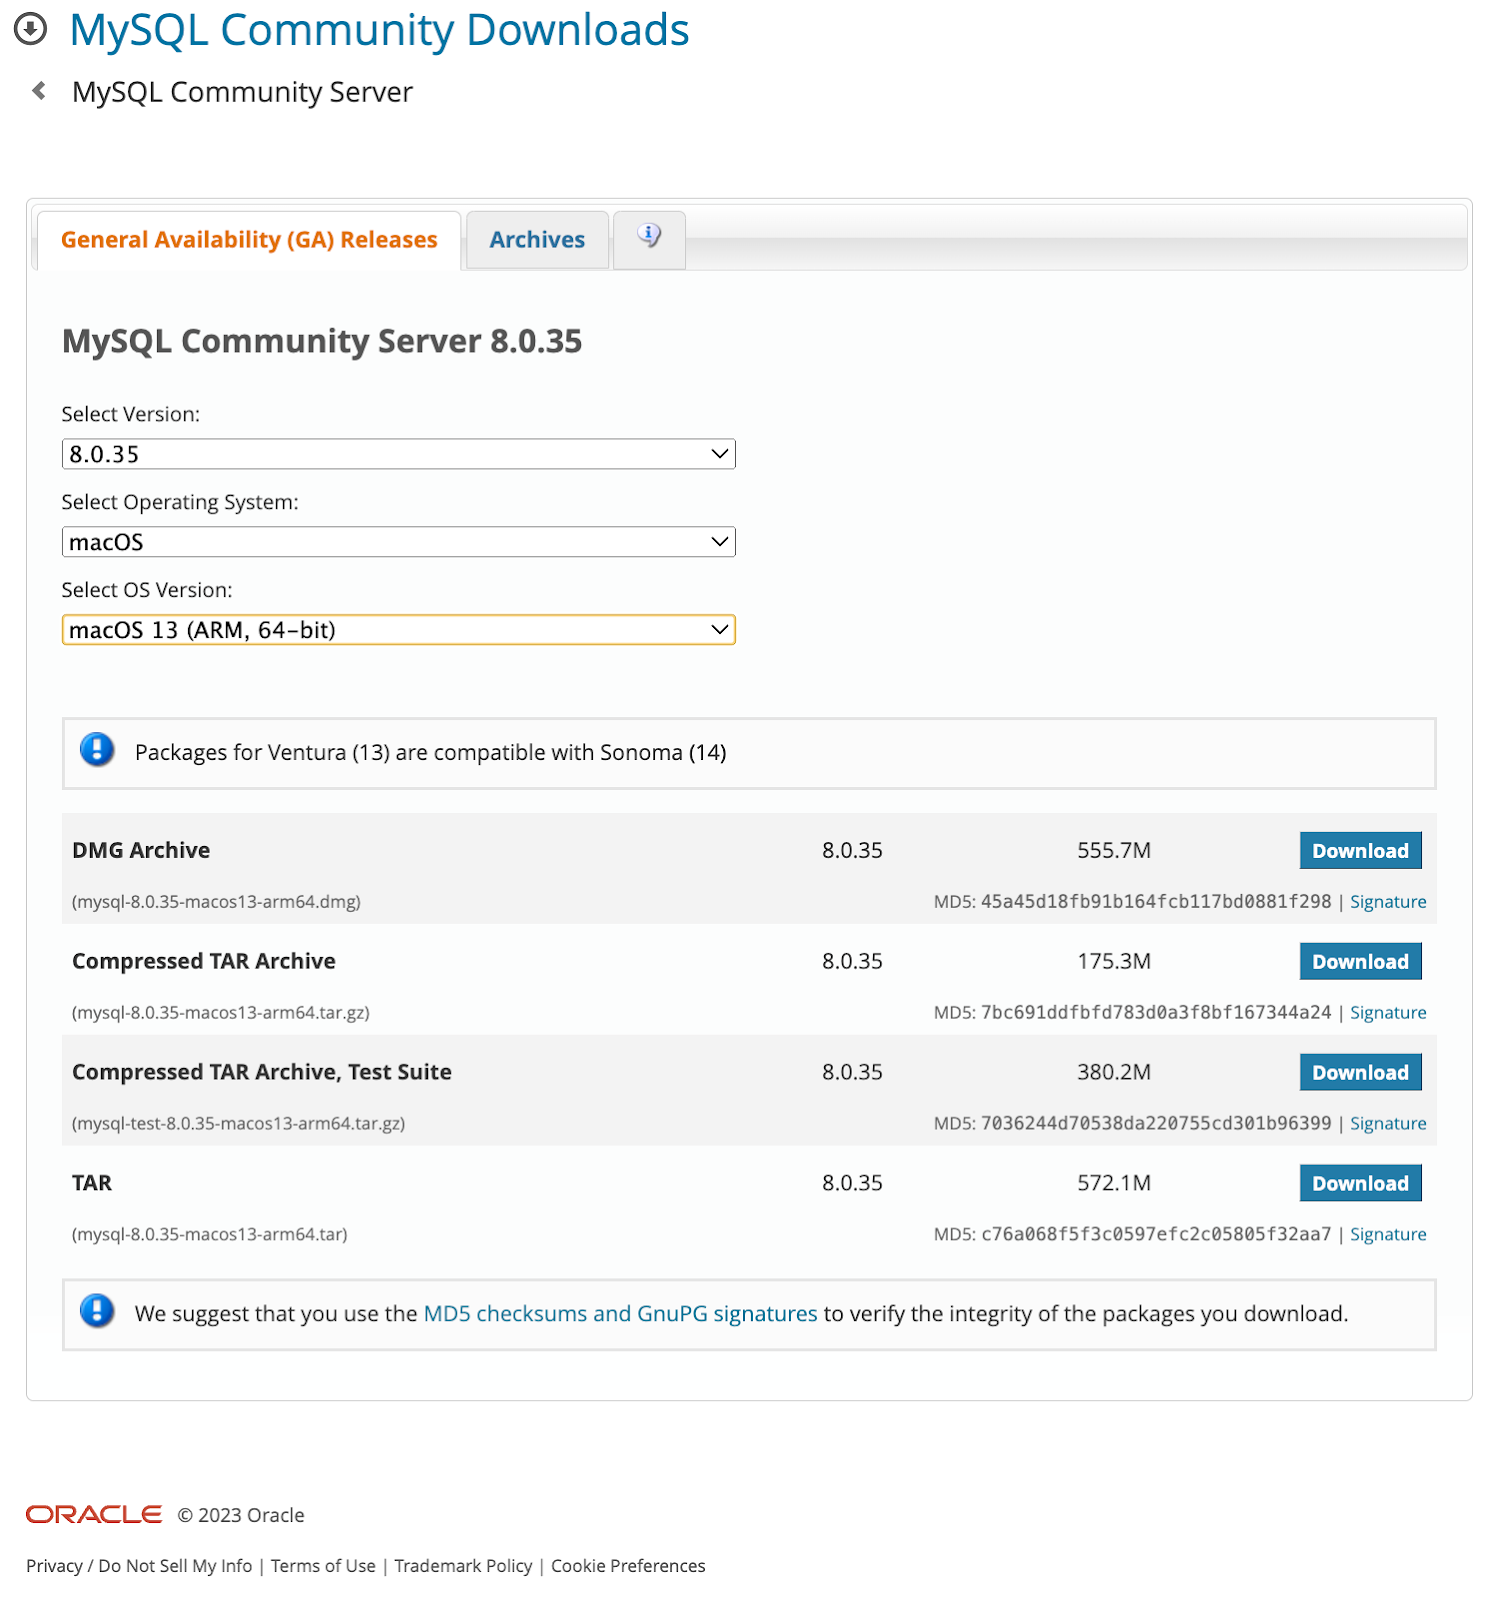 MySQL Community Downloads
MySQL Community Server
General Availability (GA) Releases Archives
MySQL Community Server 8.0.35
Select Version:
8.0.35
Select Operating System:
macOS
Select OS Version:
macOS 13 (ARM, 64-bit)
Packages for Ventura (13) are compatible with Sonoma (14)
DMG Archive 8.0.35 555.7M Download
(mysql-8.0.35-macos13-arm64.dmg) MD5: 45a45d18fb91b164fcb117bd0881f298 | Signature
Compressed TAR Archive 8.0.35 175.3M Download
(mysql-8.0.35-macos13-arm64.tar.gz) MD5: 7bc691ddfbfd783d0a3f8bf167344a24 | Signature
Compressed TAR Archive, Test Suite 8.0.35 380.2M Download
(mysql-test-8.0.35-macos13-arm64.tar.gz) MD5: 7036244d70538da220755cd301b96399 | Signature
TAR 8.0.35 572.1M Download
(mysql-8.0.35-macos13-arm64.tar) MD5: c76a068f5f3c0597efc2c05805f32aa7 | Signature
We suggest that you use the MD5 checksums and GnuPG signatures to verify the integrity of the packages you download.
ORACLE © 2023 Oracle
Privacy / Do Not Sell My Info | Terms of Use | Trademark Policy | Cookie Preferences